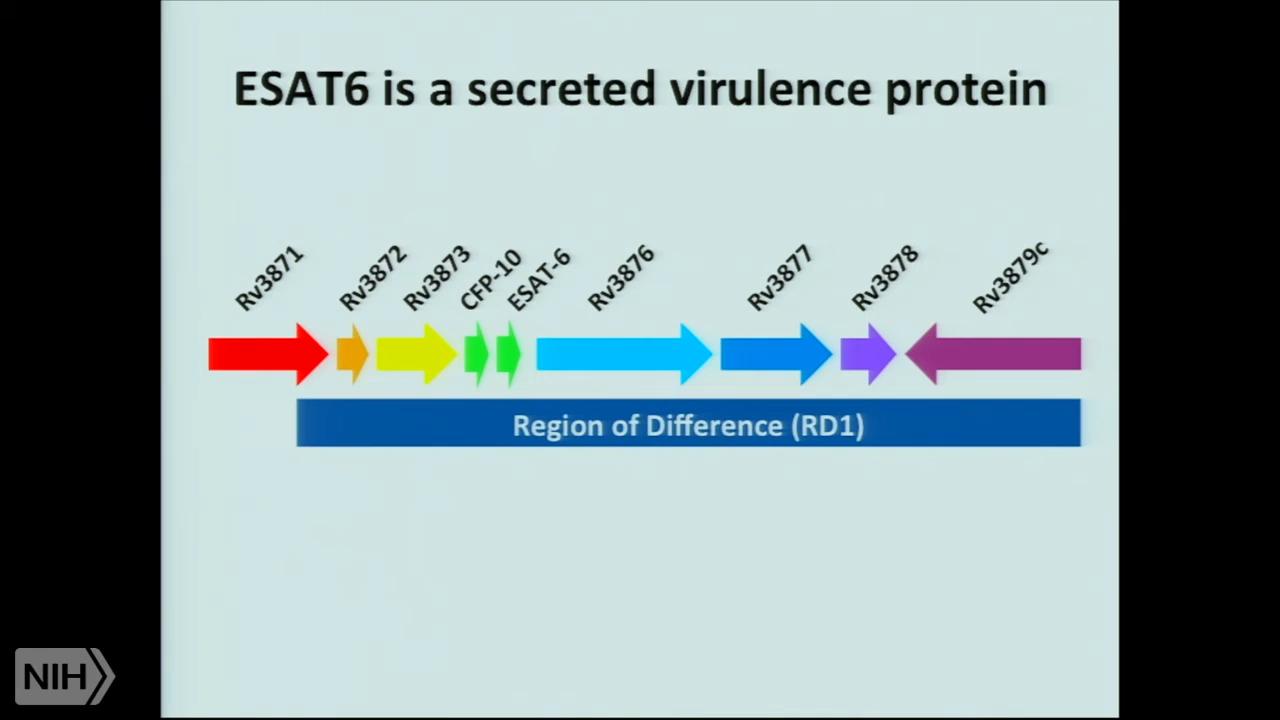 ESAT6 is a secreted virulence protein
Rv3871
Rv3872
Rv3873
CFP-10
ESAT-6
Rv3876
Rv3877
Rv3878
Rv3879c
Region of Difference (RD1)
NIH